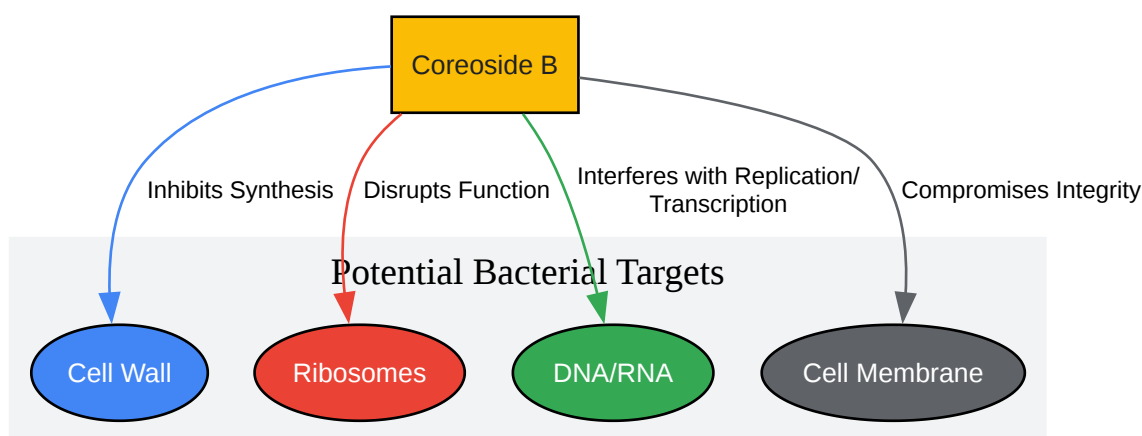 Coreoside B
Inhibits Synthesis
Disrupts Function
Interferes with Replication/
Transcription
Compromises Integrity
Potential Bacterial Targets
Cell Wall
Ribosomes
DNA/RNA
Cell Membrane